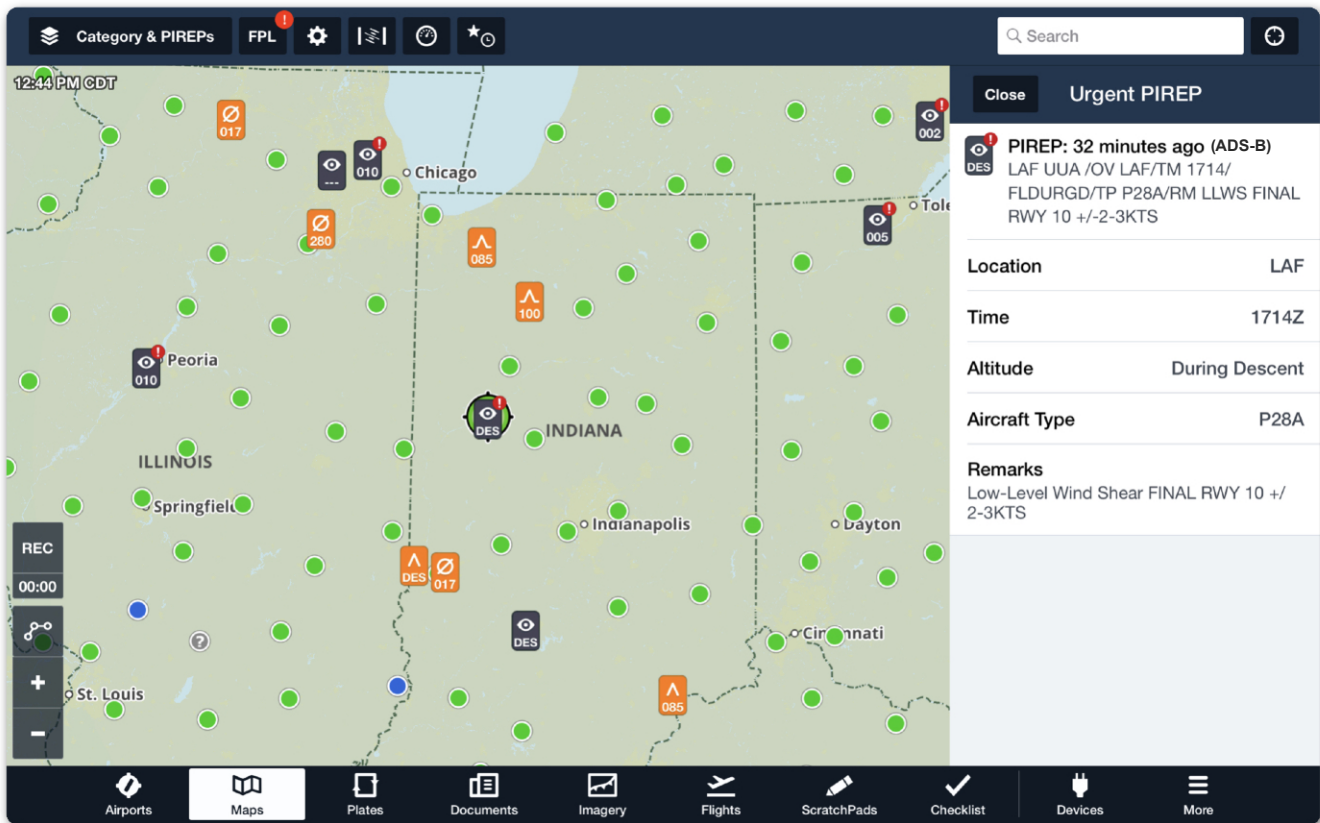 Category & PIREPs
FPL
!
Search
12:44 PM CDT
Close
Urgent PIREP
!
DES
PIREP: 32 minutes ago (ADS-B)
LAF UUA /OV LAF/TM 1714/
FLDURGD/TP P28A/RM LLWS FINAL
RWY 10 +/-2-3KTS
Location
LAF
Time
1714Z
Altitude
During Descent
Aircraft Type
P28A
Remarks
Low-Level Wind Shear FINAL RWY 10 +/
2-3KTS
017
!
002
---
!
010
Chicago
280
!
005
Tole
085
100
!
010
Peoria
!
DES
INDIANA
ILLINOIS
Springfield
Indianapolis
Dayton
DES
017
DES
?
Cincinnati
085
St. Louis
REC
00:00
+
−
Airports
Maps
Plates
Documents
Imagery
Flights
ScratchPads
Checklist
Devices
More